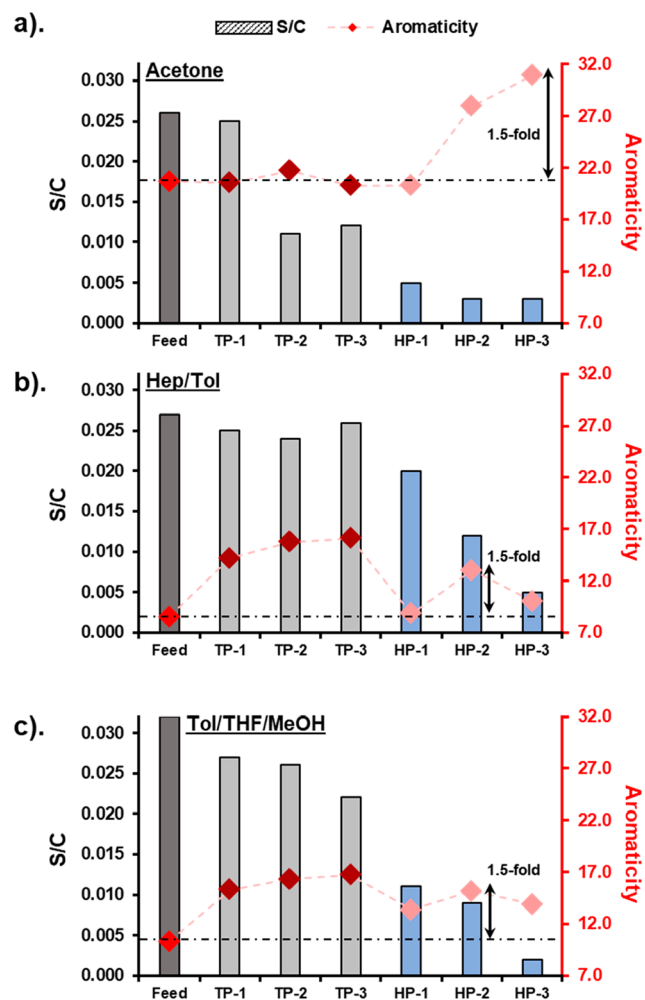 a).
S/C Aromaticity
Acetone
0.030 32.0
0.025 27.0
1.5-fold
0.020 22.0
0.015 17.0
0.010 12.0
0.005
0.000 7.0
S/C
Aromaticity
Feed TP-1 TP-2 TP-3 HP-1 HP-2 HP-3
b).
Hep/Tol
0.030 32.0
0.025 27.0
0.020 22.0
0.015 17.0
0.010 1.5-fold 12.0
0.005
0.000 7.0
S/C
Aromaticity
Feed TP-1 TP-2 TP-3 HP-1 HP-2 HP-3
c).
Tol/THF/MeOH
0.030 32.0
0.025 27.0
0.020 22.0
0.015 1.5-fold 17.0
0.010 12.0
0.005
0.000 7.0
S/C
Aromaticity
Feed TP-1 TP-2 TP-3 HP-1 HP-2 HP-3